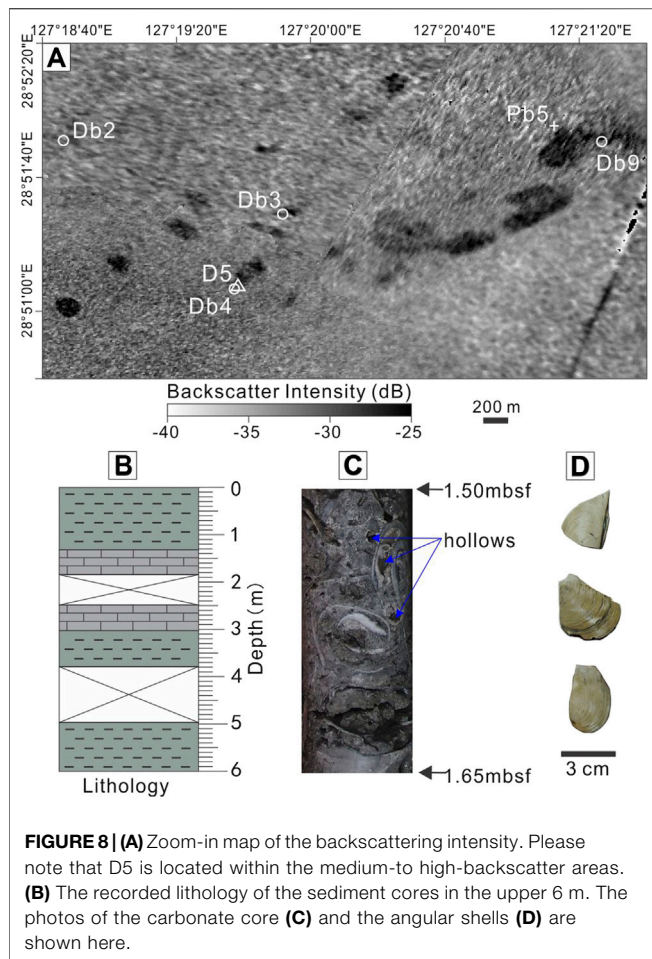 127°18'40"E 127°19'20"E 127°20'00"E 127°20'40"E 127°21'20"E
28°52'20"E
28°51'40"E
28°51'00"E
A
Db2
Pb5
Db9
Db3
D5
Db4
Backscatter Intensity (dB)
-40 -35 -30 -25
200 m
B
C
D
0
1
2
3
4
5
6
Depth (m)
Lithology
1.50mbsf
hollows
1.65mbsf
3 cm
FIGURE 8 | (A) Zoom-in map of the backscattering intensity. Please
note that D5 is located within the medium-to high-backscatter areas.
(B) The recorded lithology of the sediment cores in the upper 6 m. The
photos of the carbonate core (C) and the angular shells (D) are
shown here.